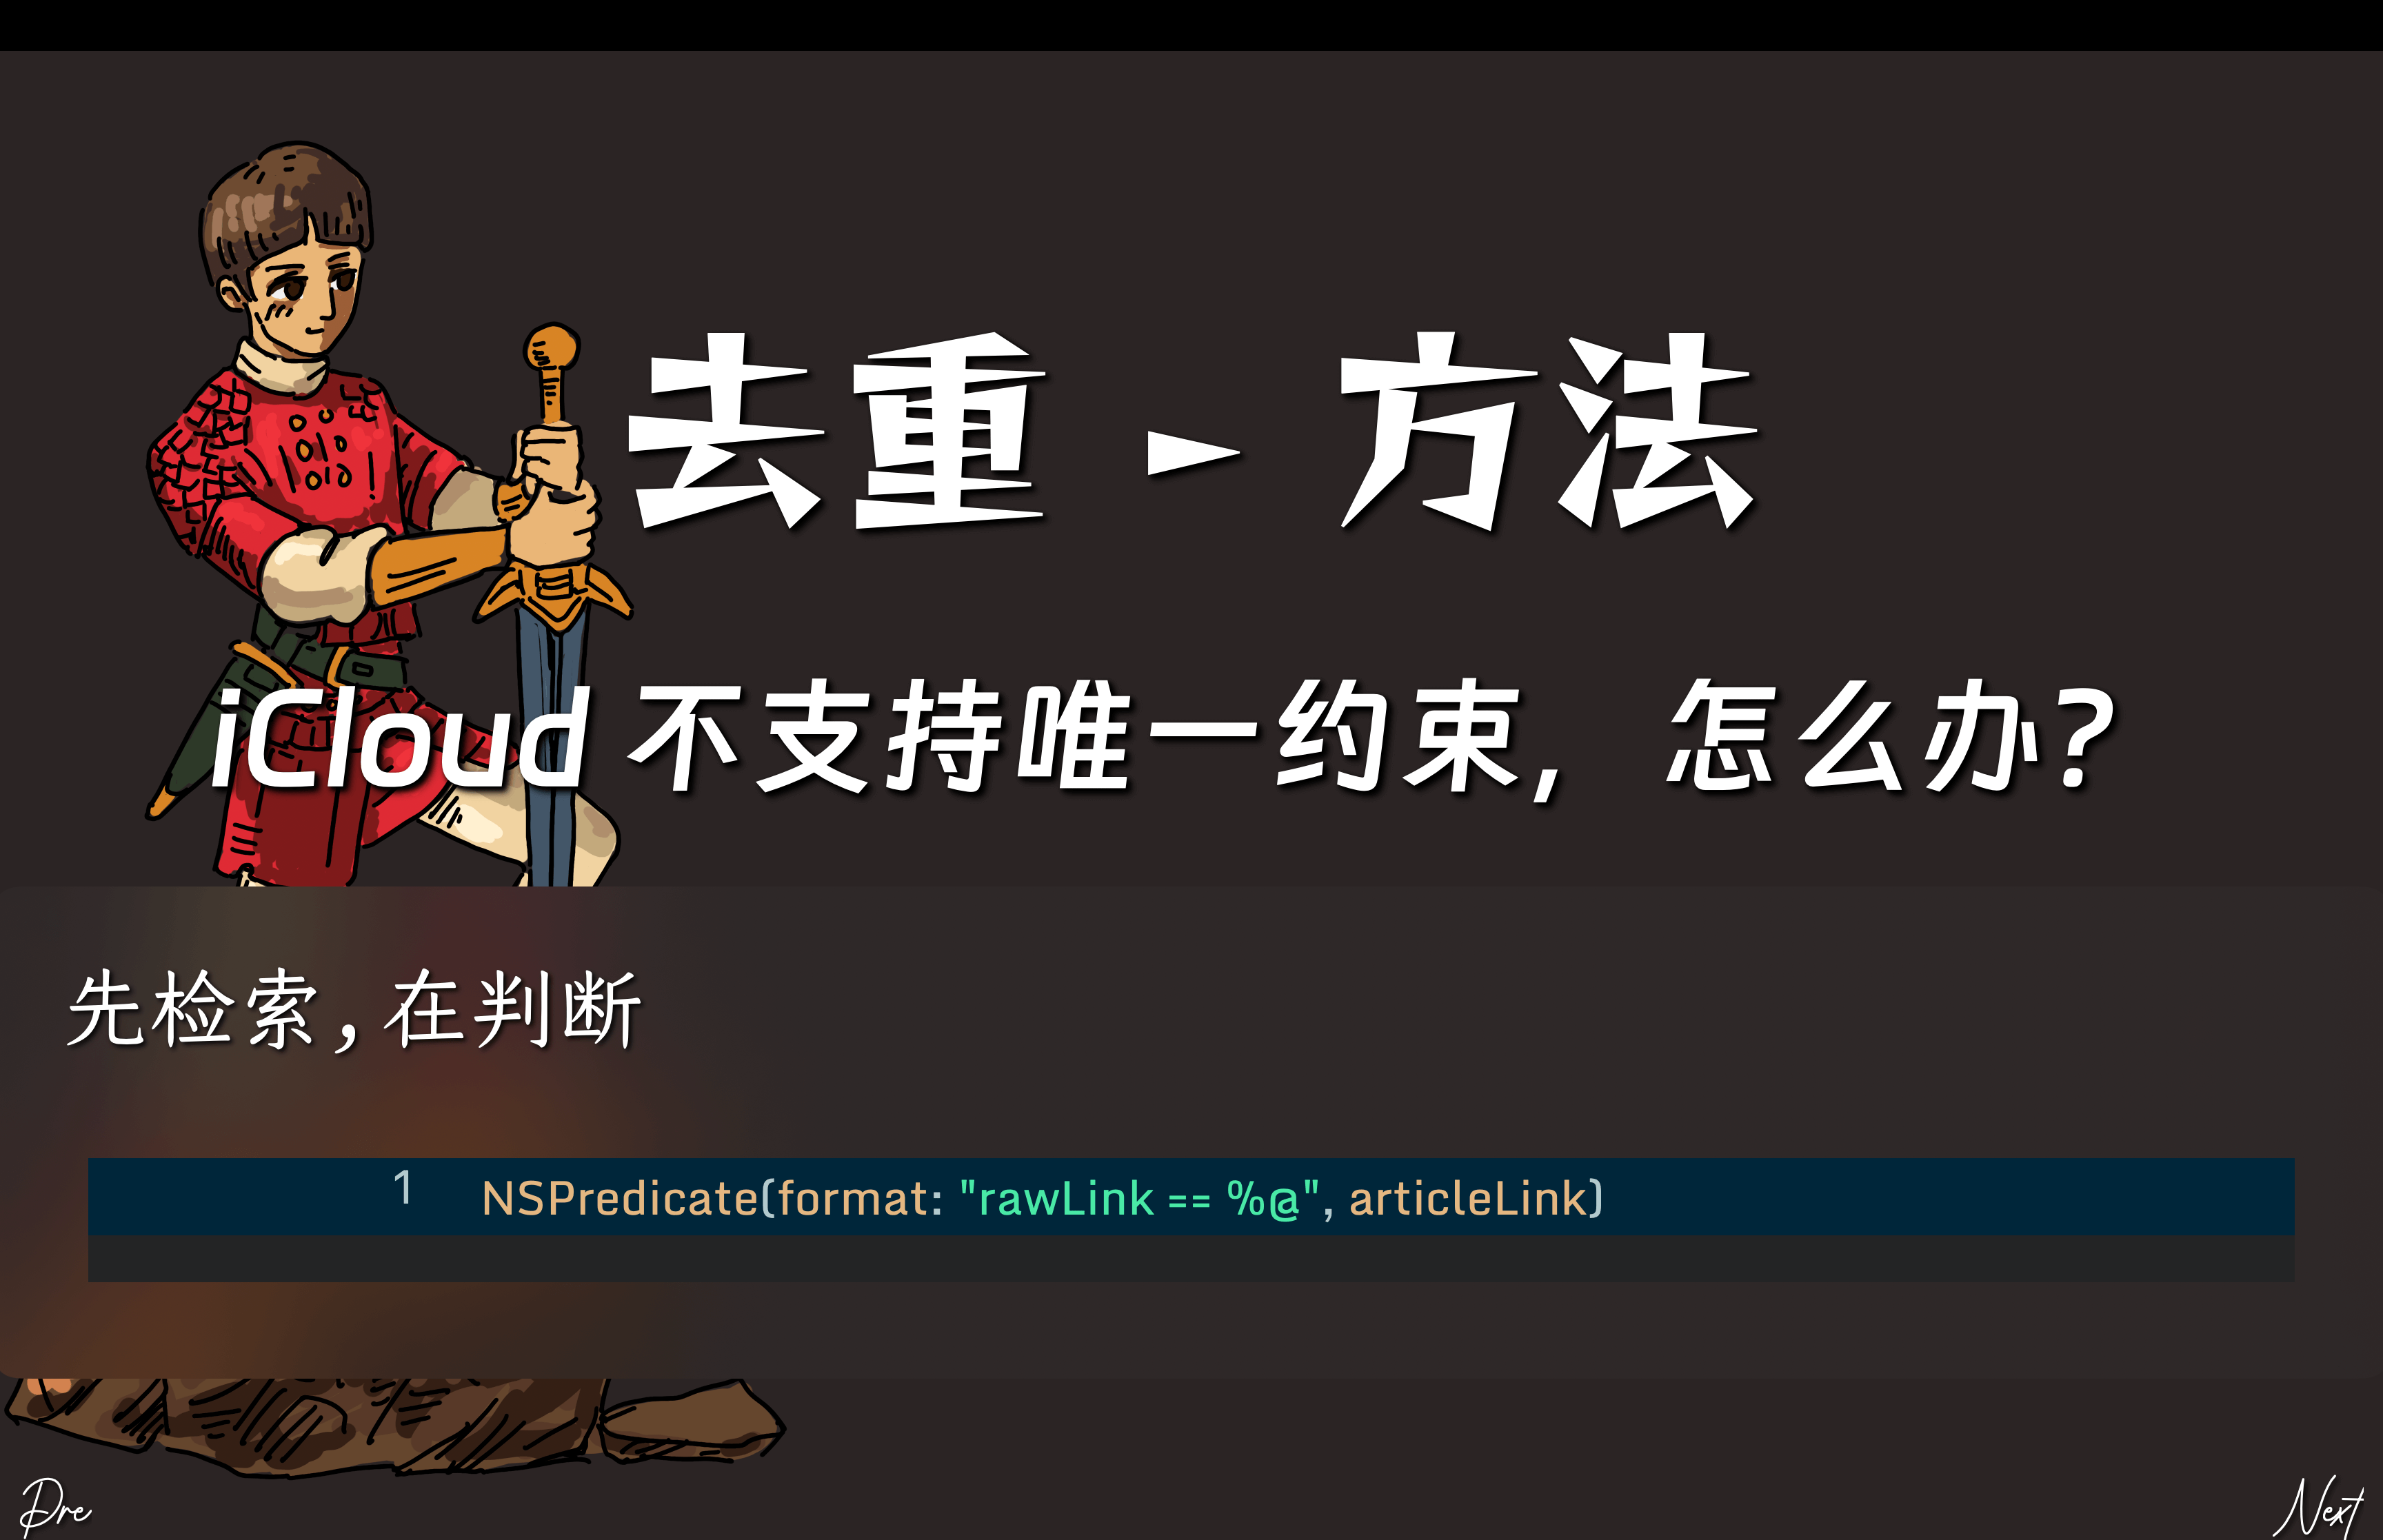 去重 - 方法
iCloud 不支持唯一约束，怎么办？
先检索，在判断
1 NSPredicate(format: "rawLink == %@", articleLink)
Pre
Next